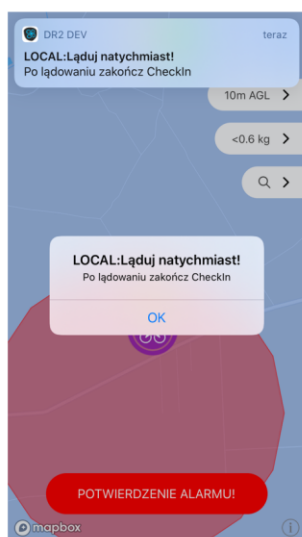 DR2 DEV
teraz
LOCAL:Ląduj natychmiast!
Po lądowaniu zakończ CheckIn
10m AGL
<0.6 kg
LOCAL:Ląduj natychmiast!
Po lądowaniu zakończ CheckIn
OK
POTWIERDZENIE ALARMU!
mapbox